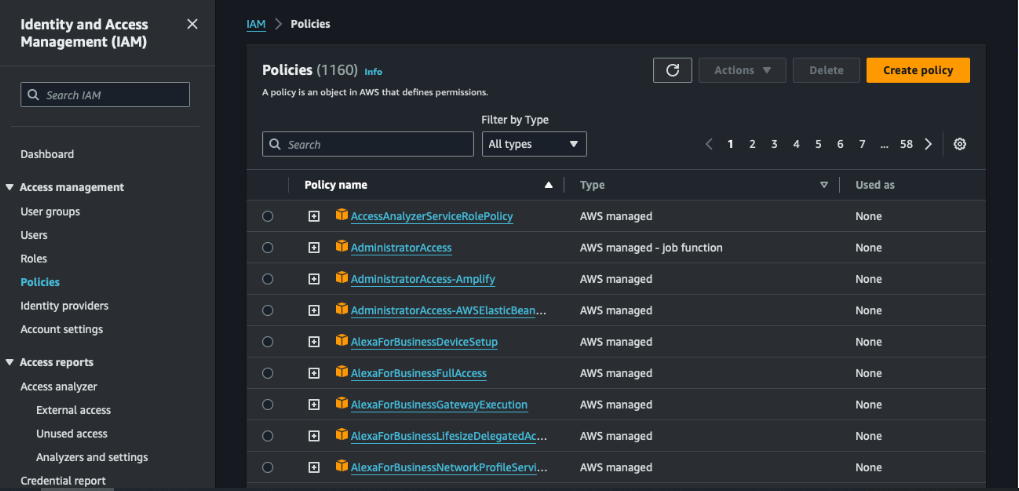 Identity and Access
Management (IAM)
Search IAM
Dashboard
Access management
User groups
Users
Roles
Policies
Identity providers
Account settings
Access reports
Access analyzer
External access
Unused access
Analyzers and settings
Credential report
IAM > Policies
Policies (1160) Info
A policy is an object in AWS that defines permissions.
Actions Delete Create policy
Filter by Type
Search All types 1 2 3 4 5 6 7 ... 58
Policy name Type Used as
AccessAnalyzerServiceRolePolicy AWS managed None
AdministratorAccess AWS managed - job function None
AdministratorAccess-Amplify AWS managed None
AdministratorAccess-AWSElasticBean... AWS managed None
AlexaForBusinessDeviceSetup AWS managed None
AlexaForBusinessFullAccess AWS managed None
AlexaForBusinessGatewayExecution AWS managed None
AlexaForBusinessLifesizeDelegatedAc... AWS managed None
AlexaForBusinessNetworkProfileServi... AWS managed None